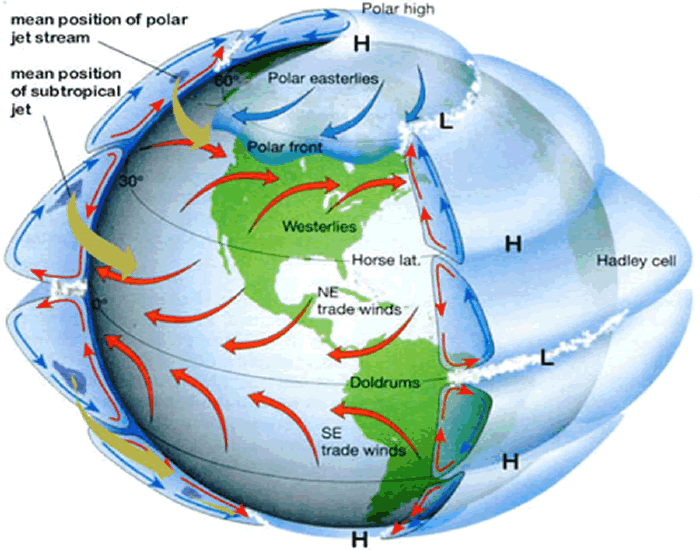 mean position of polar
jet stream
Polar high
H
mean position
of subtropical
jet
60°
Polar easterlies
L
Polar front
30°
Westerlies
H
Horse lat.
Hadley cell
L
0°
NE
trade winds
L
Doldrums
SE
trade winds
H
H